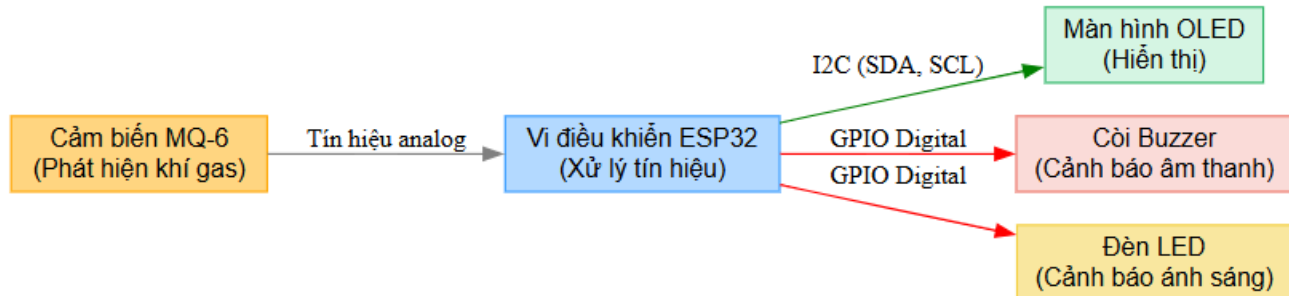 Cảm biến MQ-6
(Phát hiện khí gas)
Tín hiệu analog
Vi điều khiển ESP32
(Xử lý tín hiệu)
I2C (SDA, SCL)
Màn hình OLED
(Hiển thị)
GPIO Digital
Còi Buzzer
(Cảnh báo âm thanh)
GPIO Digital
Đèn LED
(Cảnh báo ánh sáng)